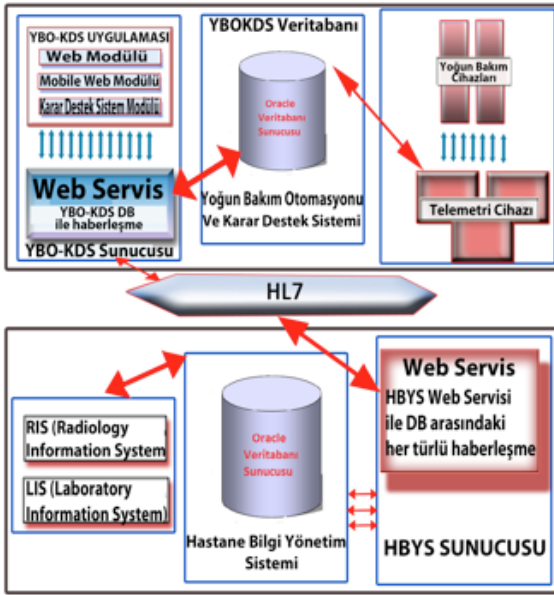 YBO-KDS UYGULAMASI
Web Modülü
Mobile Web Modülü
Karar Destek Sistem Modülü
Web Servis
YBO-KDS DB
ile haberleşme
YBO-KDS Sunucusu
YBOKDS Veritabanı
Oracle
Veritabanı
Sunucusu
Yoğun Bakım Otomasyonu
Ve Karar Destek Sistemi
Yoğun Bakım
Cihazları
Telemetri Cihazı
HL7
RIS (Radiology
Information System
LIS (Laboratory
Information System)
Oracle
Veritabanı
Sunucusu
Hastane Bilgi Yönetim
Sistemi
Web Servis
HBYS Web Servisi
ile DB arasındaki
her türlü haberleşme
HBYS SUNUCUSU